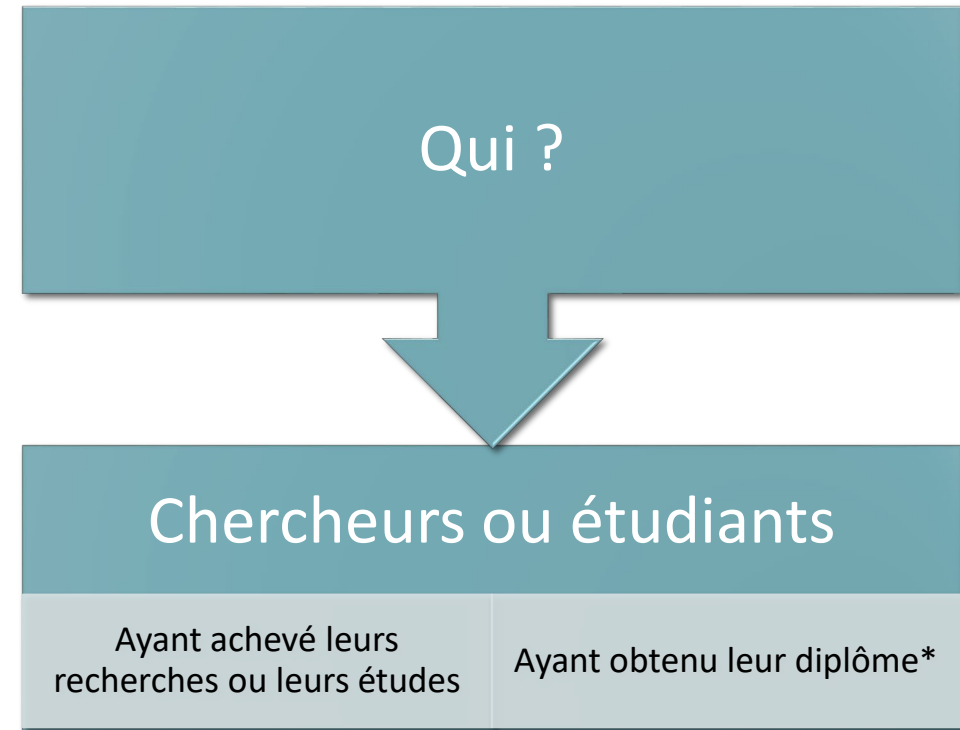 Qui ?
Chercheurs ou étudiants
Ayant achevé leurs
recherches ou leurs études
Ayant obtenu leur diplôme*